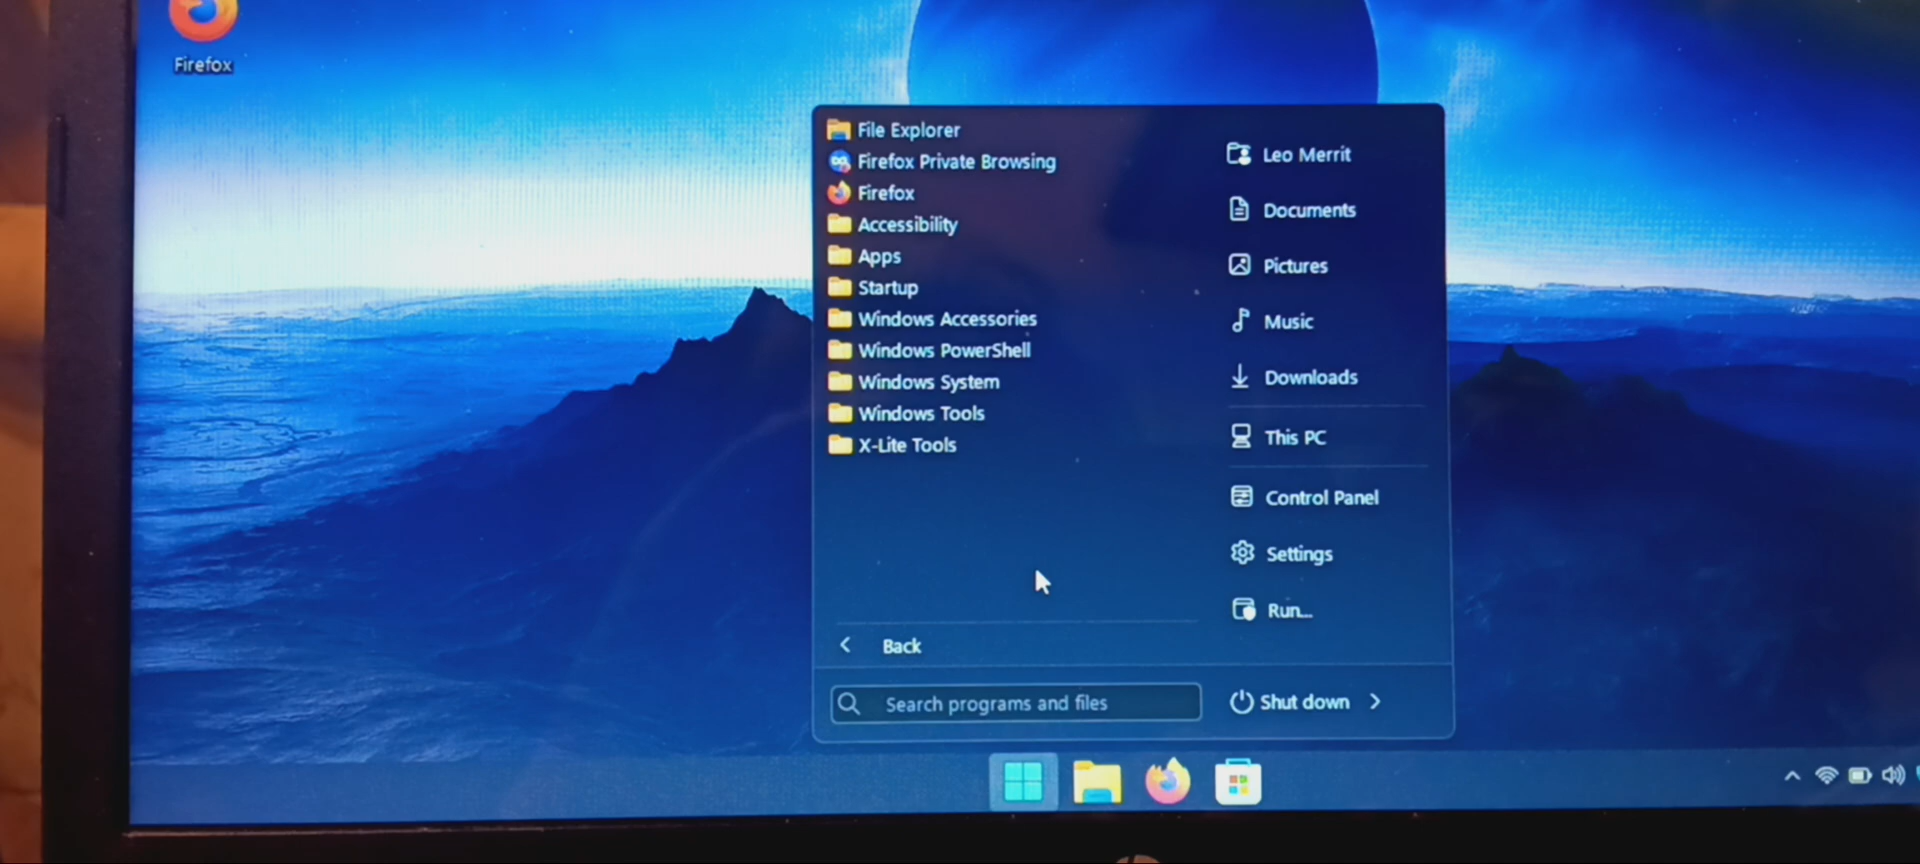 Firefox
File Explorer
Firefox Private Browsing
Firefox
Accessibility
Apps
Startup
Windows Accessories
Windows PowerShell
Windows System
Windows Tools
X-Lite Tools
Back
Search programs and files
Leo Merrit
Documents
Pictures
Music
Downloads
This PC
Control Panel
Settings
Run...
Shut down